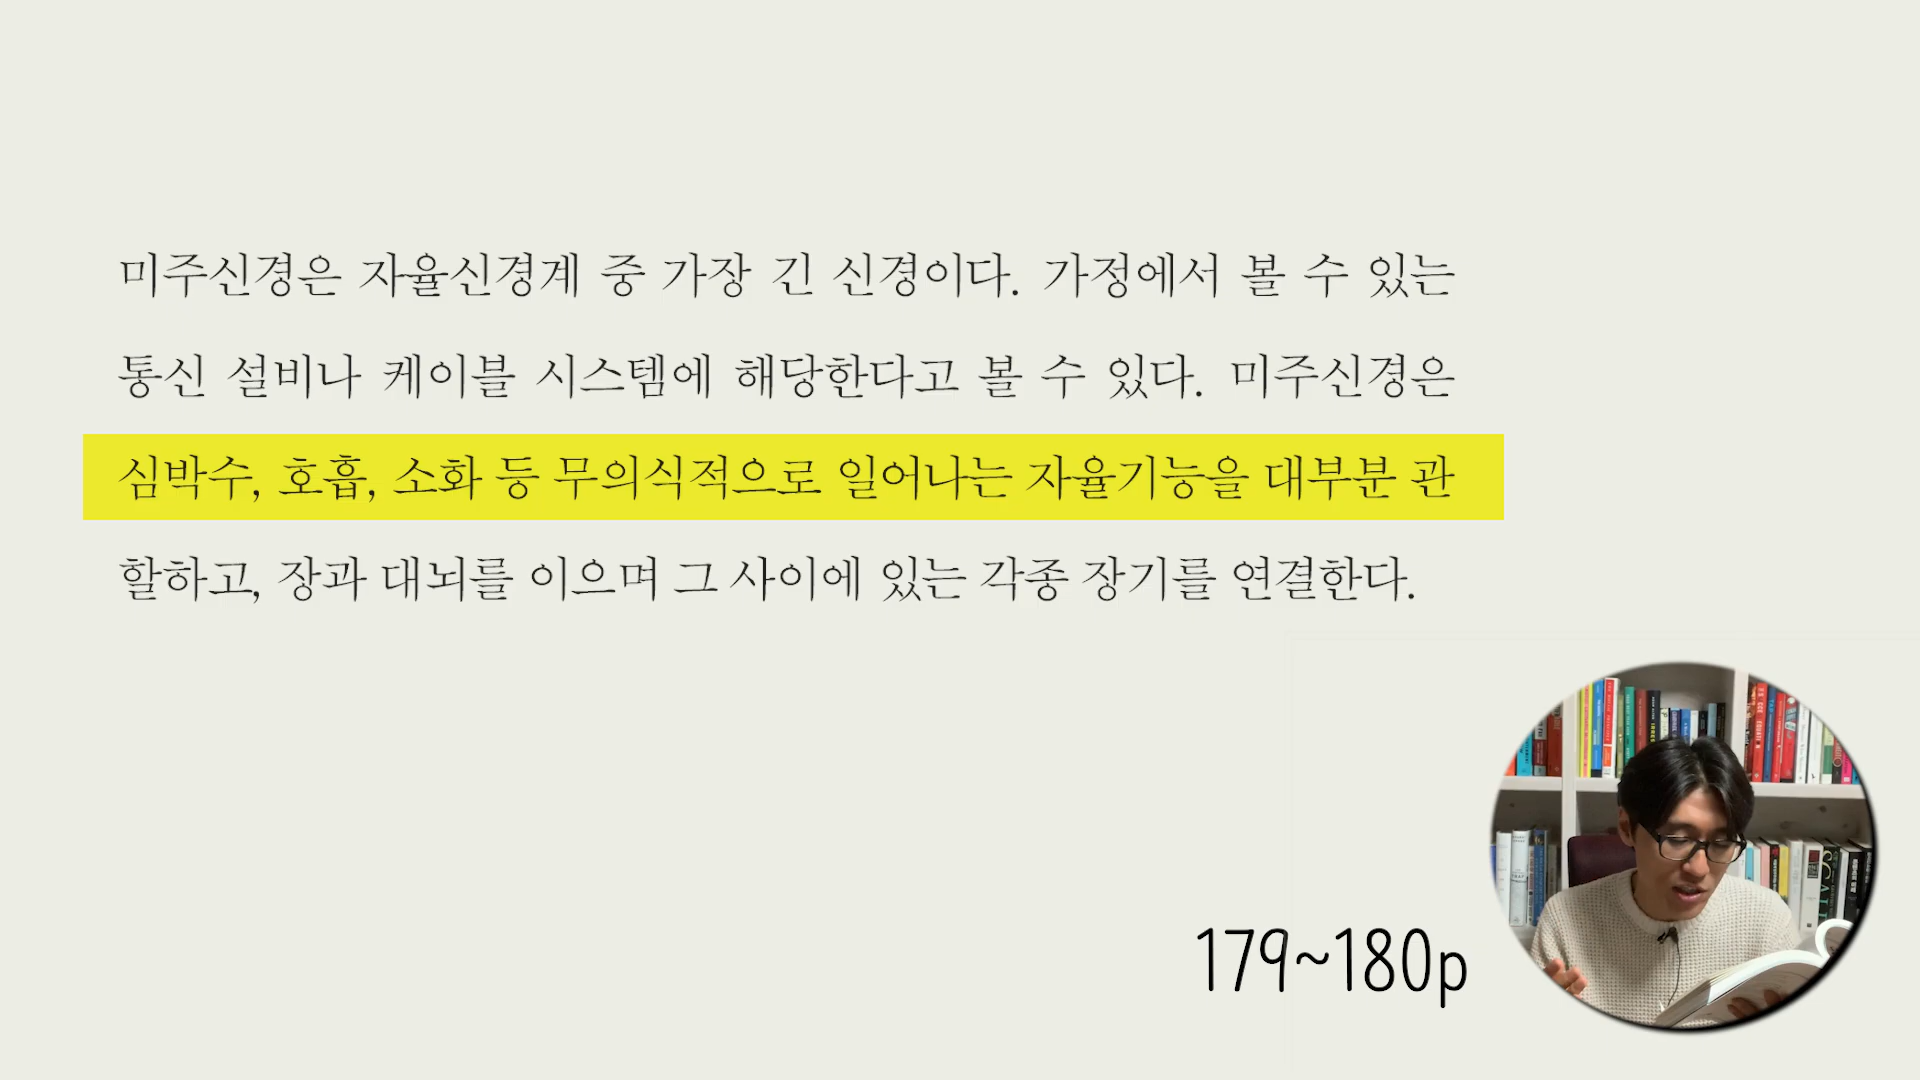 미주신경은 자율신경계 중 가장 긴 신경이다. 가정에서 볼 수 있는
통신 설비나 케이블 시스템에 해당한다고 볼 수 있다. 미주신경은
심박수, 호흡, 소화 등 무의식적으로 일어나는 자율기능을 대부분 관
할하고, 장과 대뇌를 이으며 그 사이에 있는 각종 장기를 연결한다.
179~180p